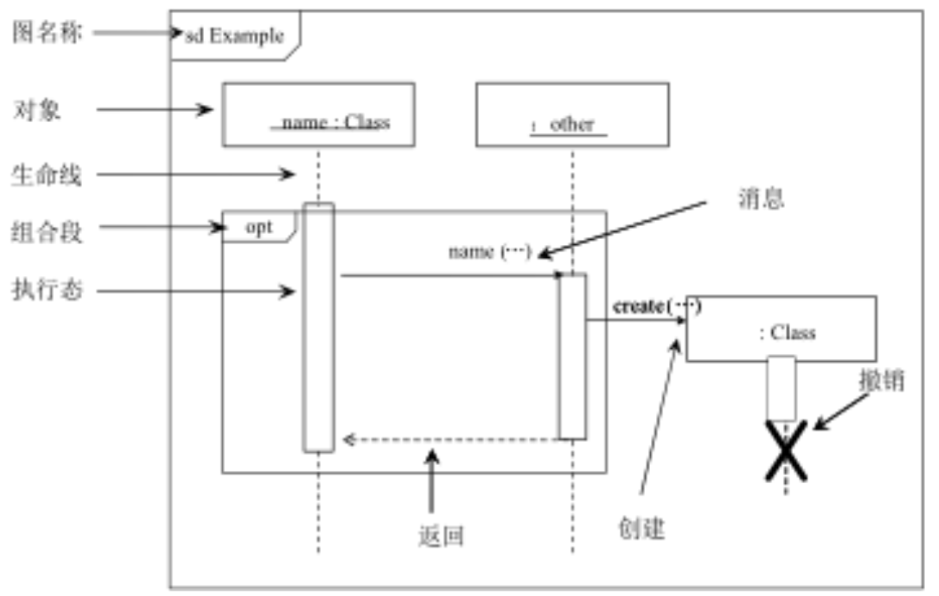 图名称
sd Example
对象
name : Class
: other
生命线
消息
组合段
opt
name (…)
执行态
create(…)
: Class
撤销
返回
创建